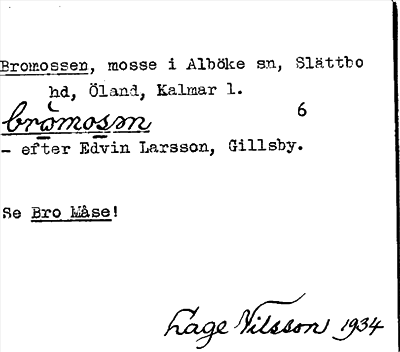 Bromossen, mosse i Alböke sn, Slättbo
hd, Öland, Kalmar l.
bròmosm 6
- efter Edvin Larsson, Gillsby.
Se Bro Måse!
Lage Nilsson 1934